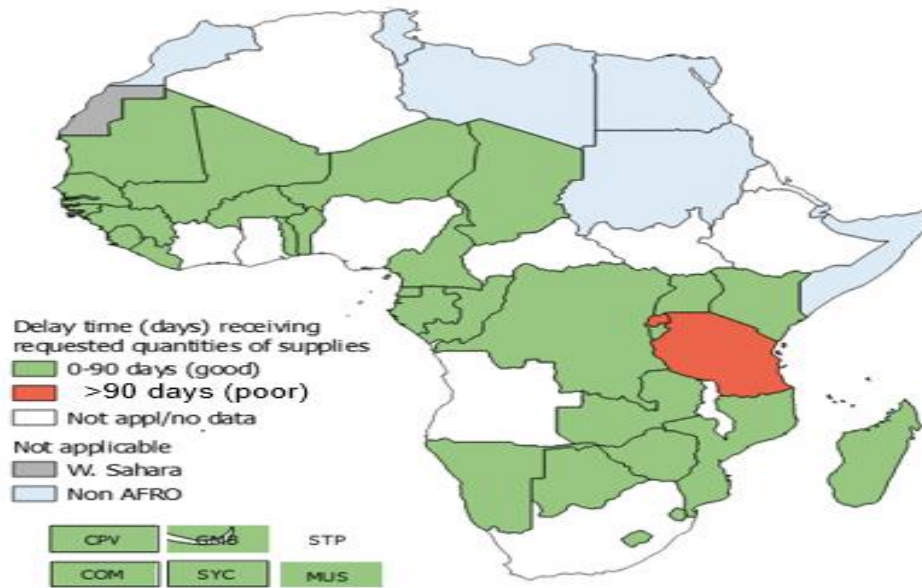 Delay time (days) receiving
requested quantities of supplies
0-90 days (good)
>90 days (poor)
Not appl/no data
Not applicable
W. Sahara
Non AFRO
CPV GMB STP
COM SYC MUS